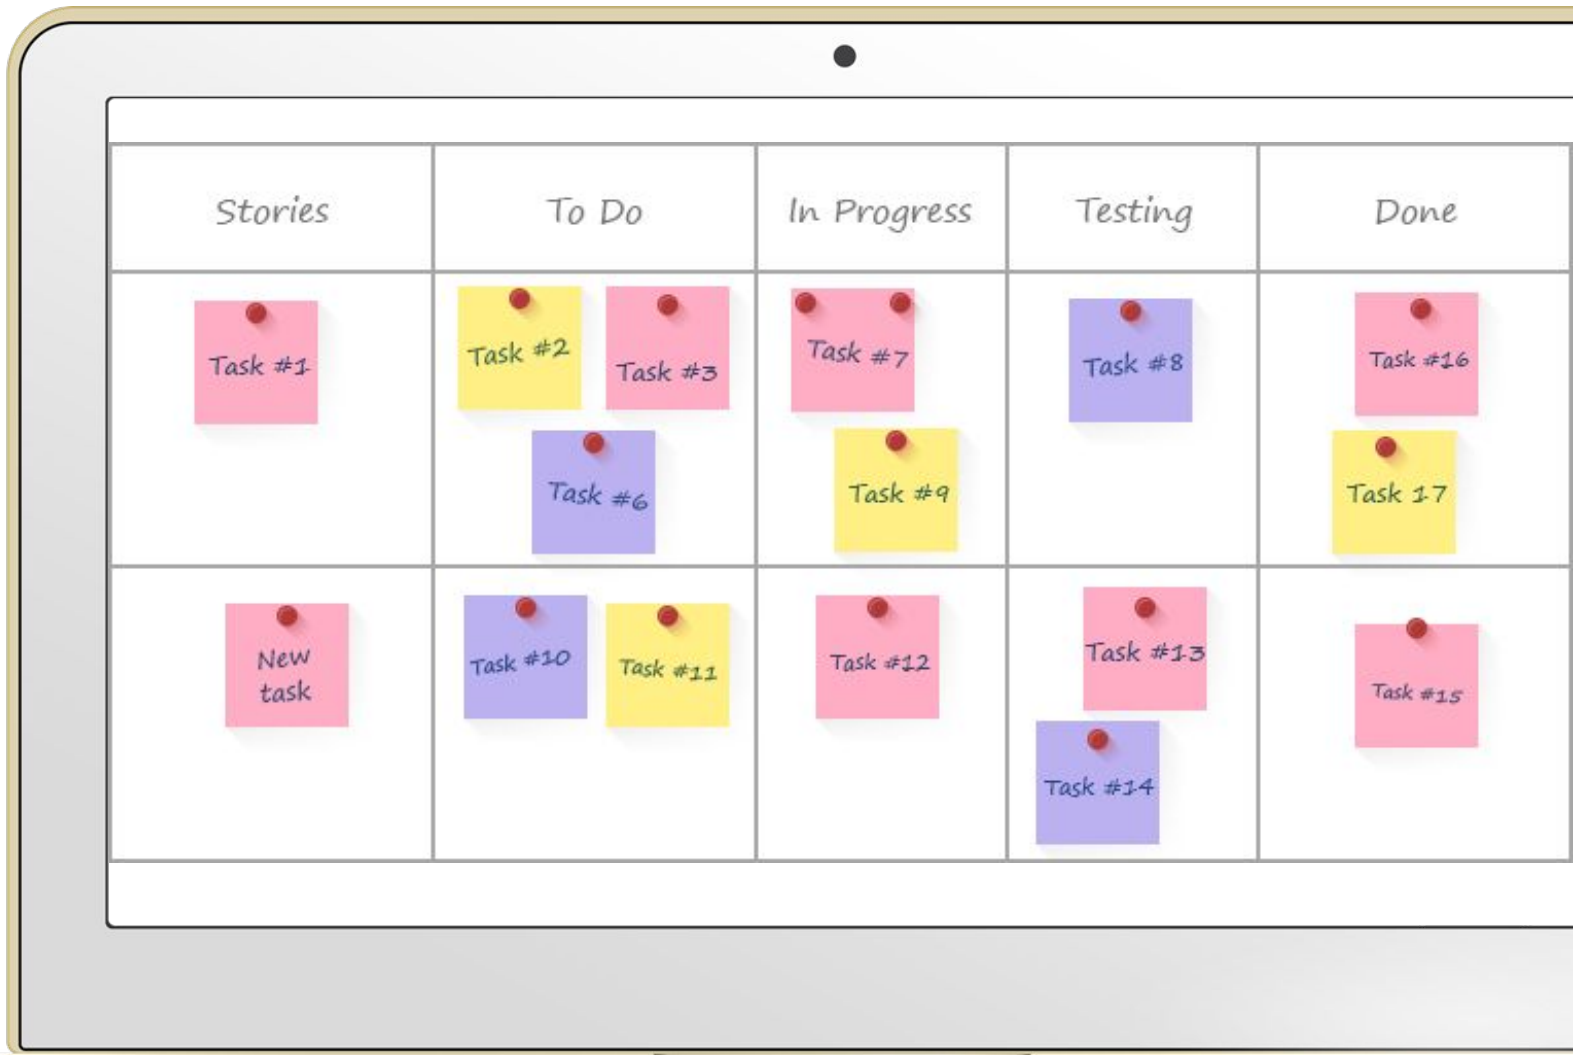 Stories
To Do
In Progress
Testing
Done
Task #1
Task #2
Task #3
Task #6
Task #7
Task #9
Task #8
Task #16
Task 17
New
task
Task #10
Task #11
Task #12
Task #13
Task #14
Task #15